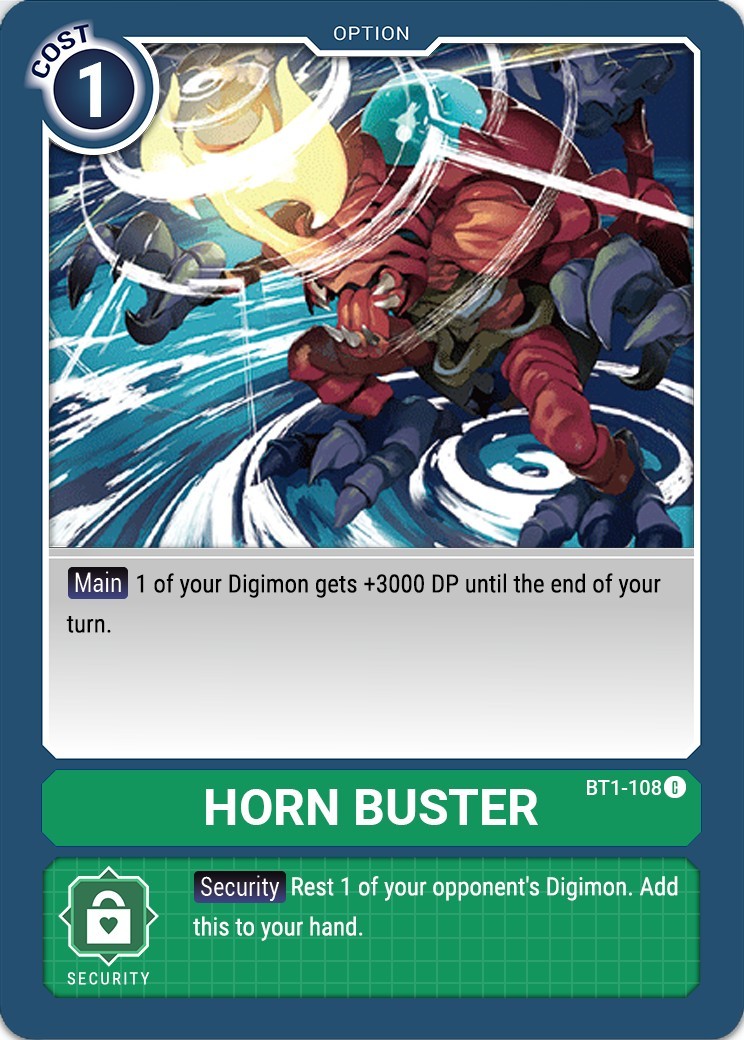 OPTION
COST
1
Main 1 of your Digimon gets +3000 DP until the end of your
turn.
BT1-108 C
HORN BUSTER
Security Rest 1 of your opponent's Digimon. Add
this to your hand.
SECURITY